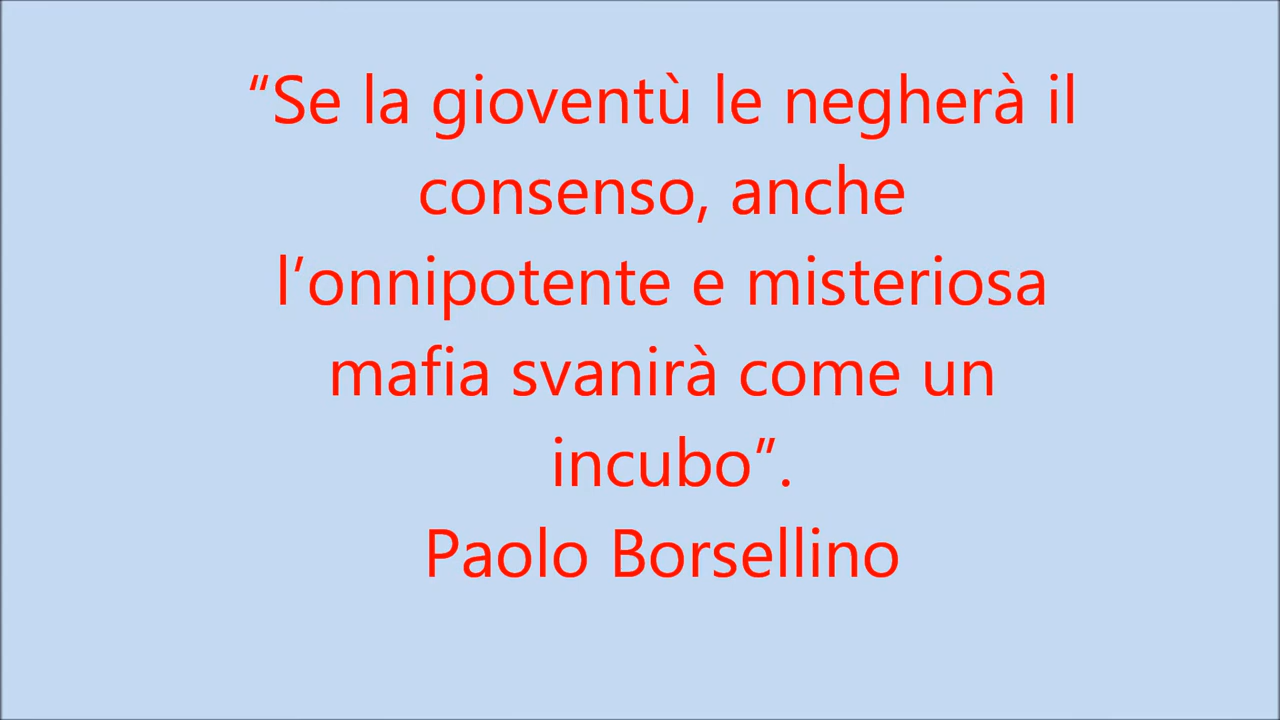 “Se la gioventù le negherà il
consenso, anche
l’onnipotente e misteriosa
mafia svanirà come un
incubo”.
Paolo Borsellino